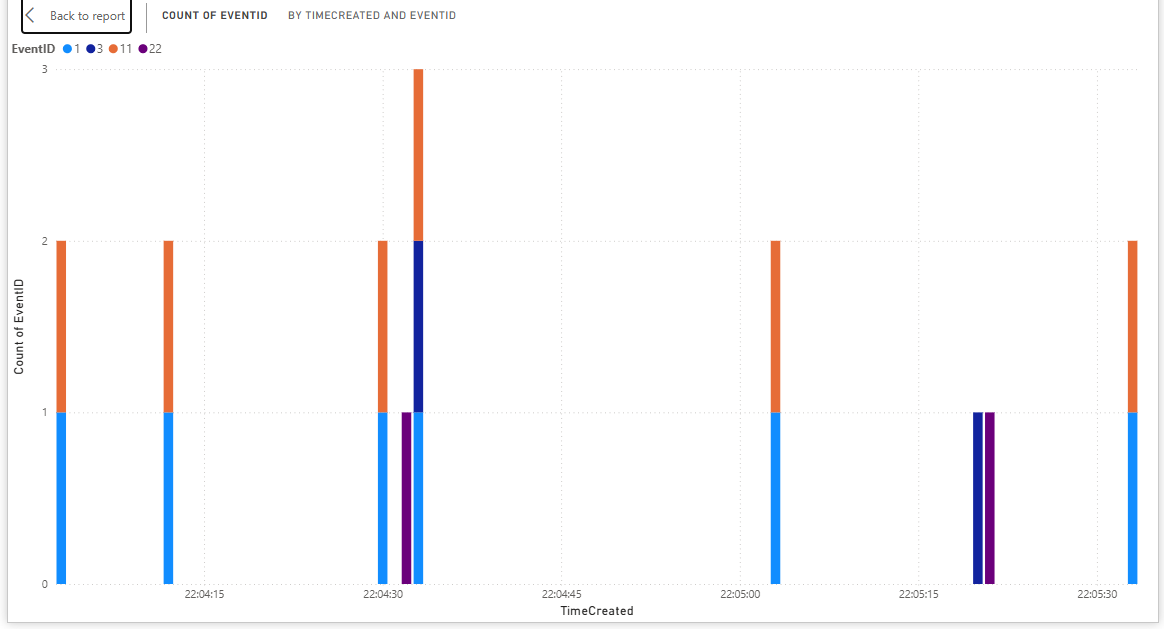 Back to report COUNT OF EVENTID BY TIMECREATED AND EVENTID
EventID 1 3 11 22
3
2
1
0
Count of EventID
22:04:15 22:04:30 22:04:45 22:05:00 22:05:15 22:05:30
TimeCreated